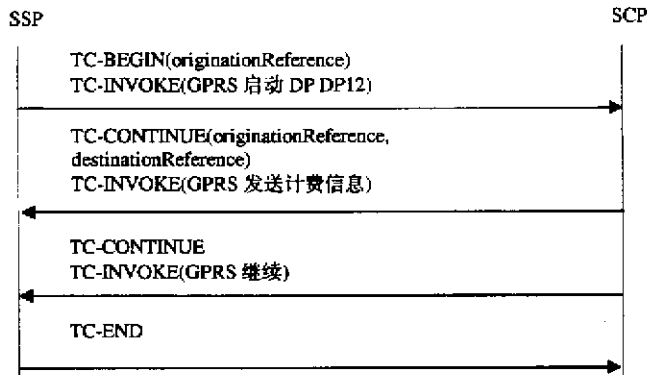 SSP
SCP
TC-BEGIN(originationReference)
TC-INVOKE(GPRS 启动 DP DP12)
TC-CONTINUE(originationReference,
destinationReference)
TC-INVOKE(GPRS 发送计费信息)
TC-CONTINUE
TC-INVOKE(GPRS 继续)
TC-END